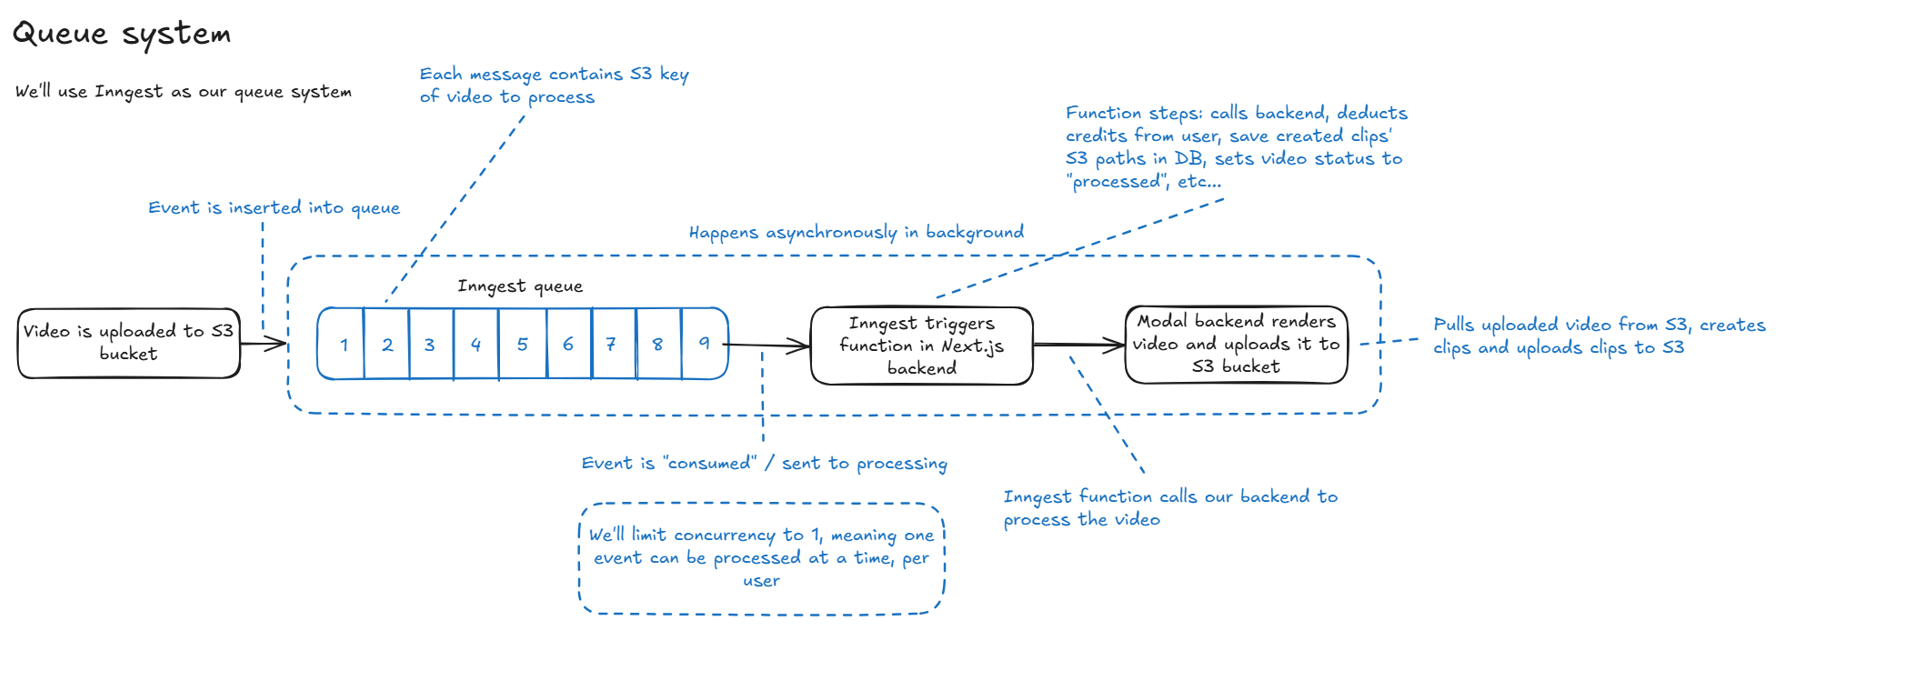 Queue system
We'll use Inngest as our queue system
Each message contains S3 key
of video to process
Function steps: calls backend, deducts
credits from user, save created clips'
S3 paths in DB, sets video status to
"processed", etc...
Event is inserted into queue
Happens asynchronously in background
Inngest queue
Video is uploaded to S3
bucket
1 2 3 4 5 6 7 8 9
Inngest triggers
function in Next.js
backend
Modal backend renders
video and uploads it to
S3 bucket
Pulls uploaded video from S3, creates
clips and uploads clips to S3
Event is "consumed" / sent to processing
We'll limit concurrency to 1, meaning one
event can be processed at a time, per
user
Inngest function calls our backend to
process the video